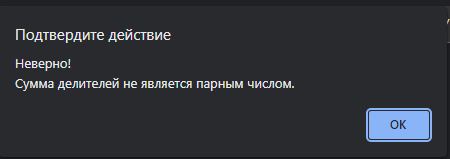 Подтвердите действие
Неверно!
Сумма делителей не является парным числом.
OK